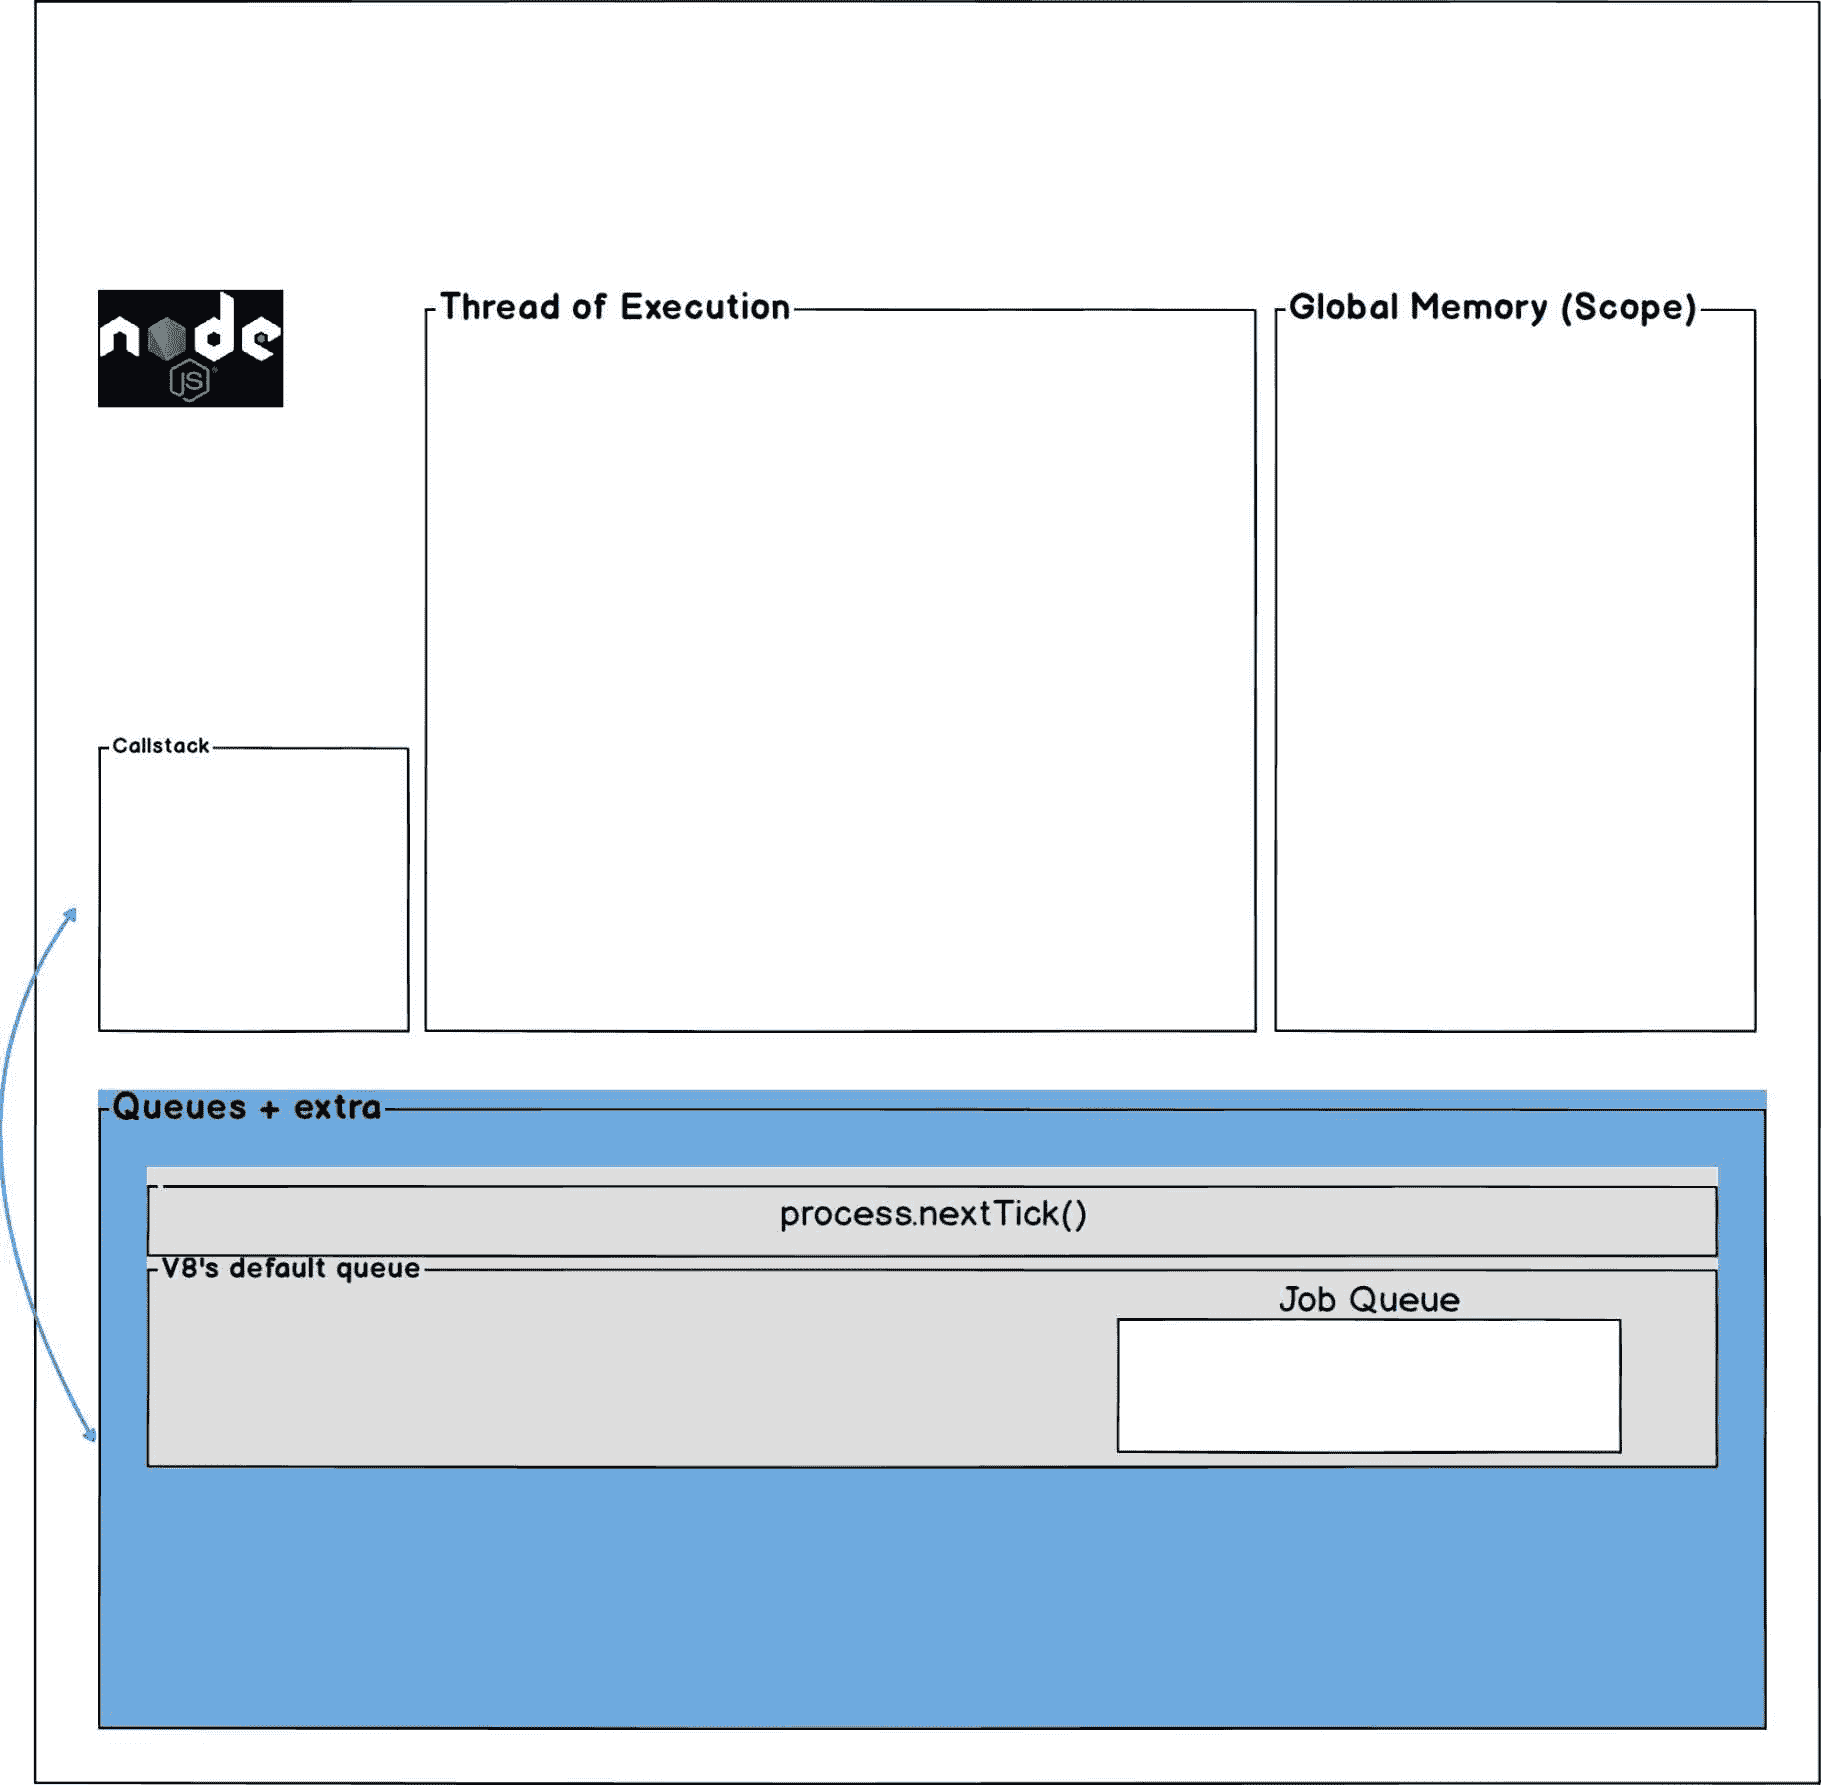 node
JS
Thread of Execution
Global Memory (Scope)
Callstack
Queues + extra
process.nextTick()
V8's default queue
Job Queue